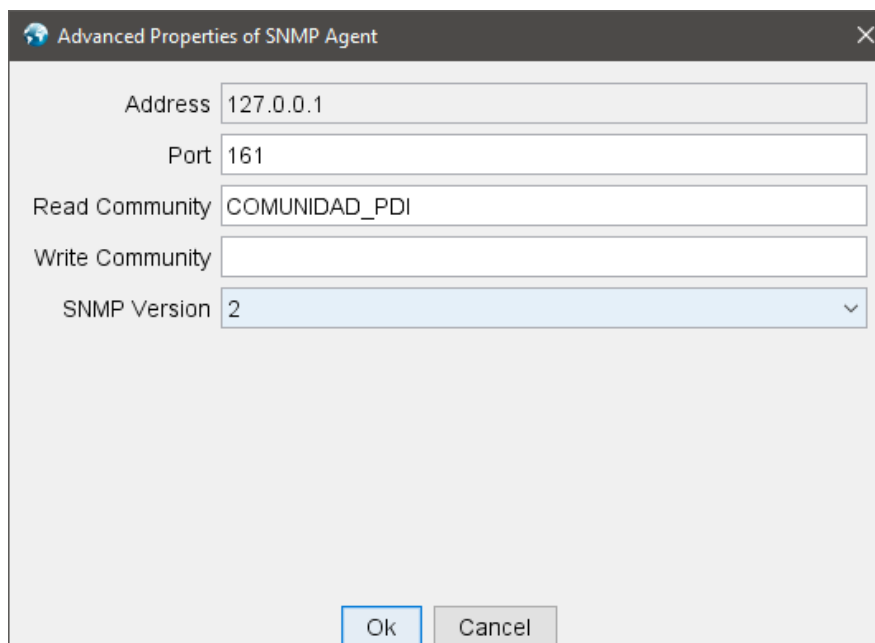 Advanced Properties of SNMP Agent
Address 127.0.0.1
Port 161
Read Community COMUNIDAD_PDI
Write Community
SNMP Version 2
Ok Cancel